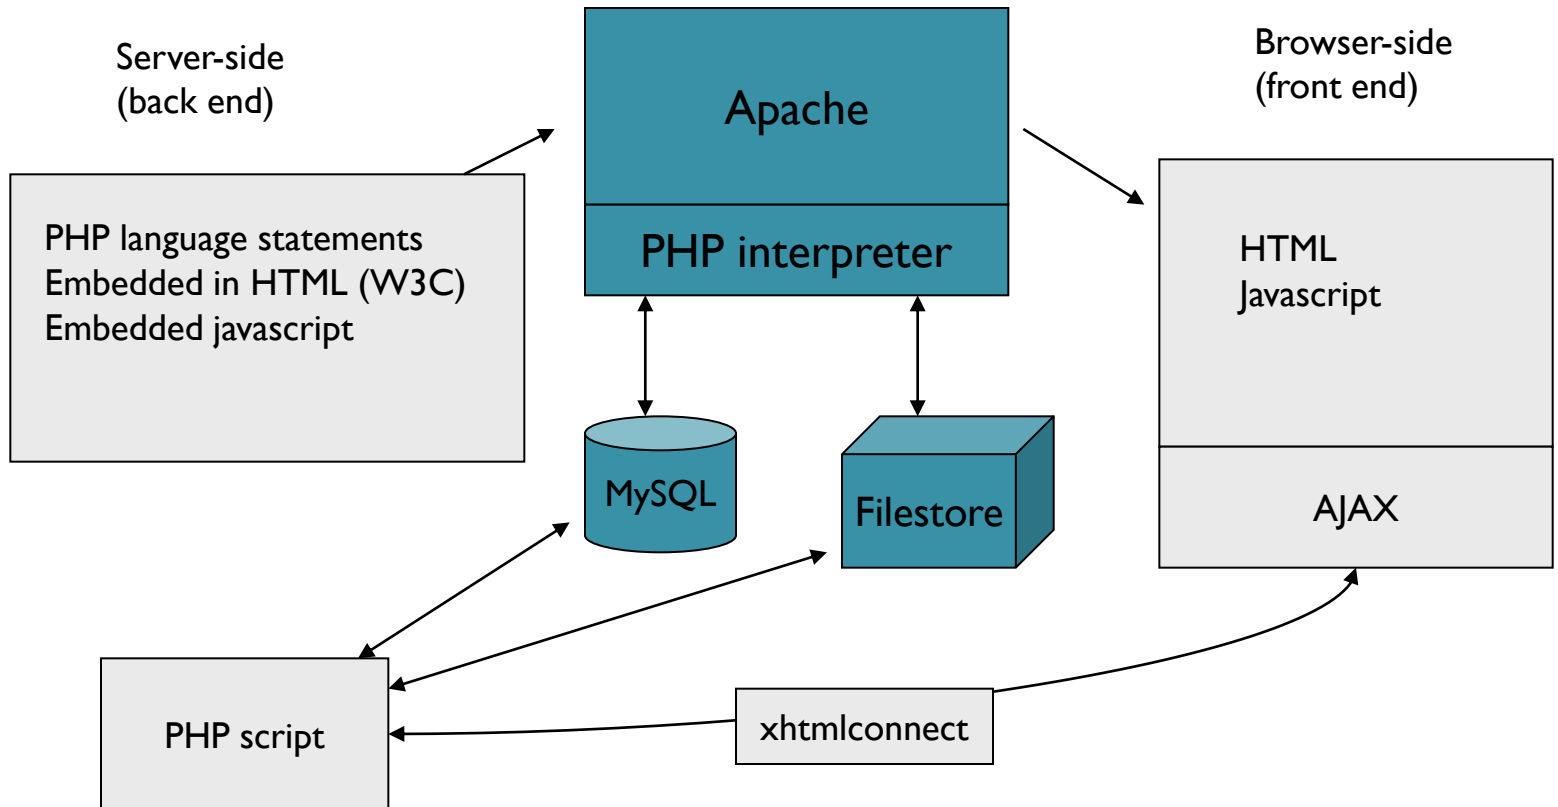 Server-side
(back end)
Apache
Browser-side
(front end)
PHP language statements
Embedded in HTML (W3C)
Embedded javascript
PHP interpreter
HTML
Javascript
MySQL
Filestore
AJAX
PHP script
xhtmlconnect